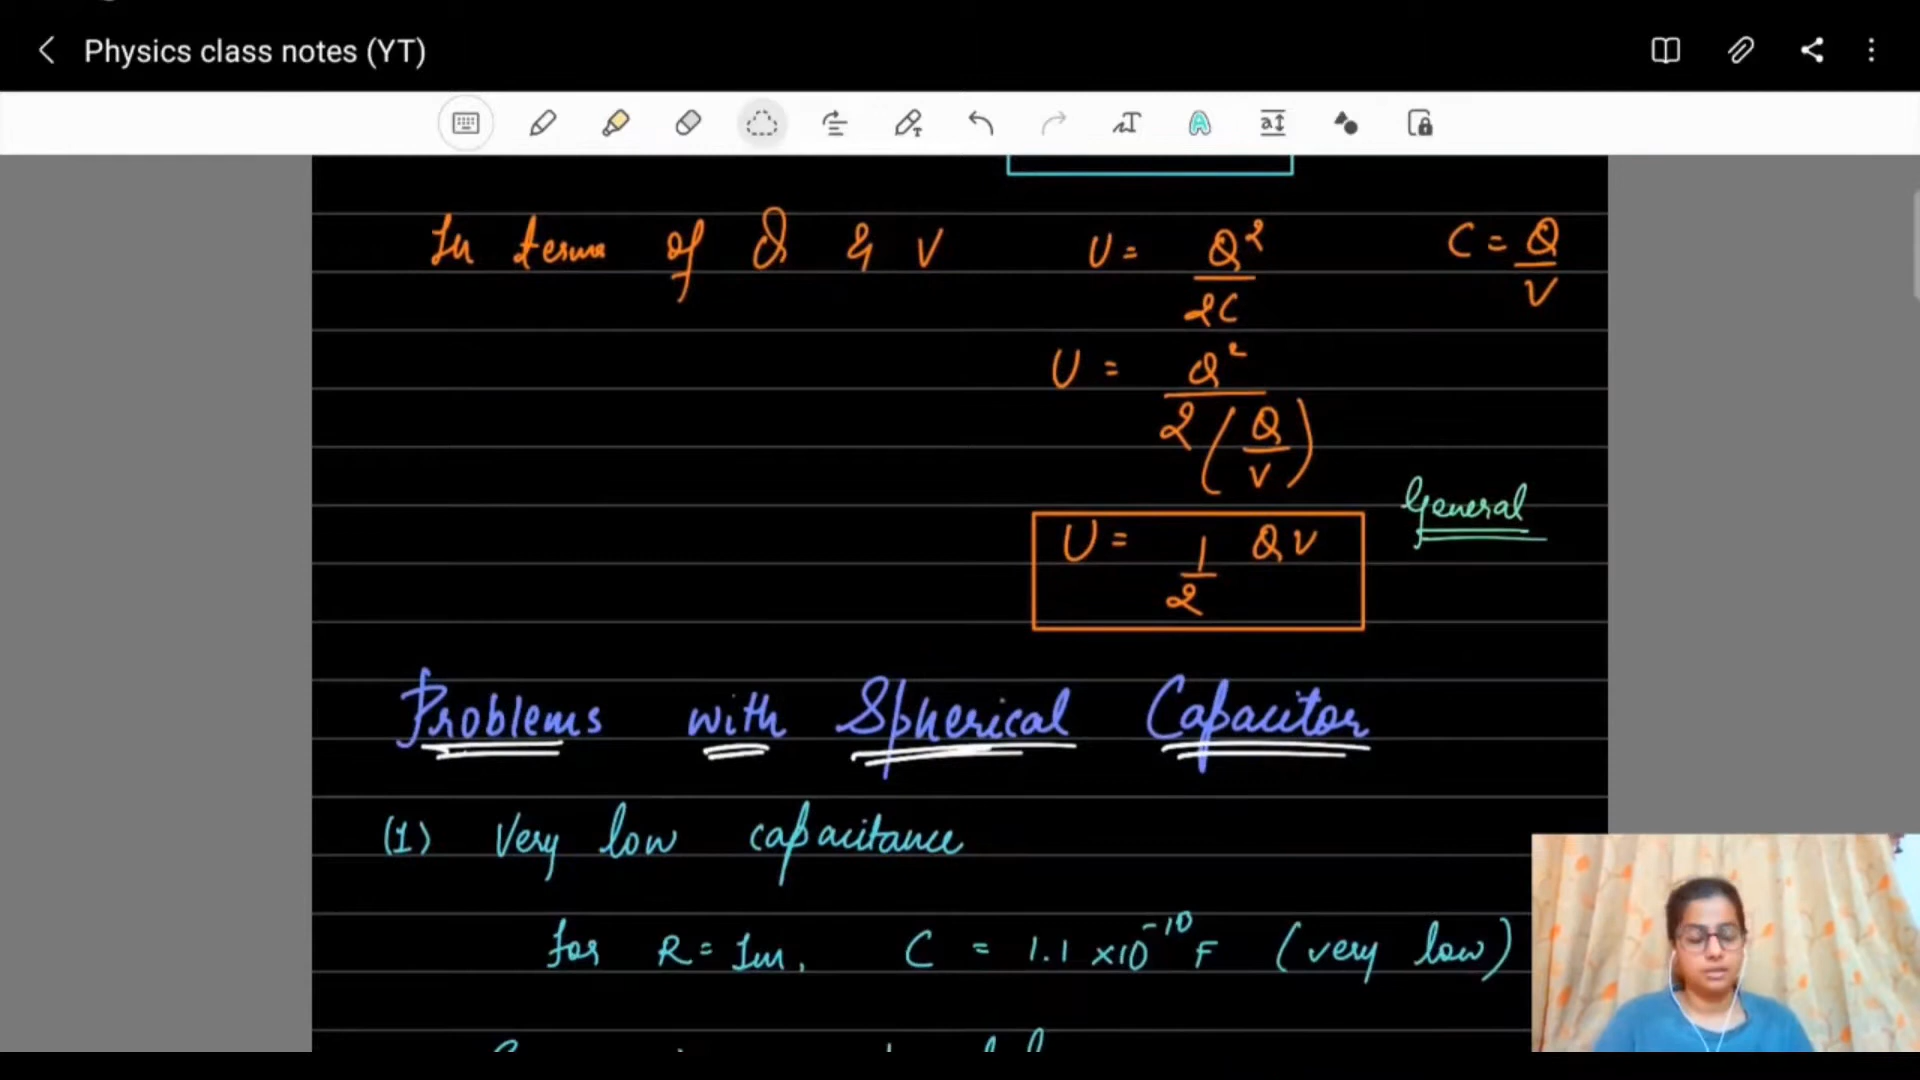 Physics class notes (YT)
In terms of Q & V U = Q²/2C C = Q/V
U = Q²/2(Q/V)
U = 1/2 QV General
Problems with Spherical Capacitor
(1) Very low capacitance
for R = 1m, C = 1.1 ×10⁻¹⁰ F (very low)